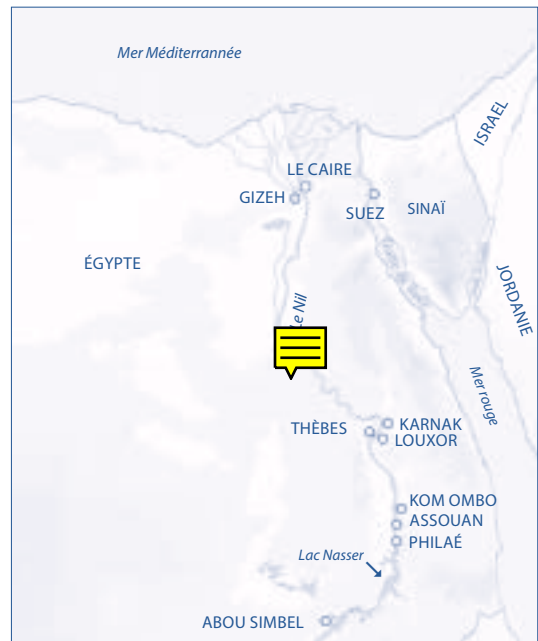 Mer Méditerrannée
ISRAEL
LE CAIRE
GIZEH
SUEZ
SINAÏ
ÉGYPTE
JORDANIE
Le Nil
Mer rouge
THÈBES
KARNAK
LOUXOR
KOM OMBO
ASSOUAN
PHILAÉ
Lac Nasser
ABOU SIMBEL